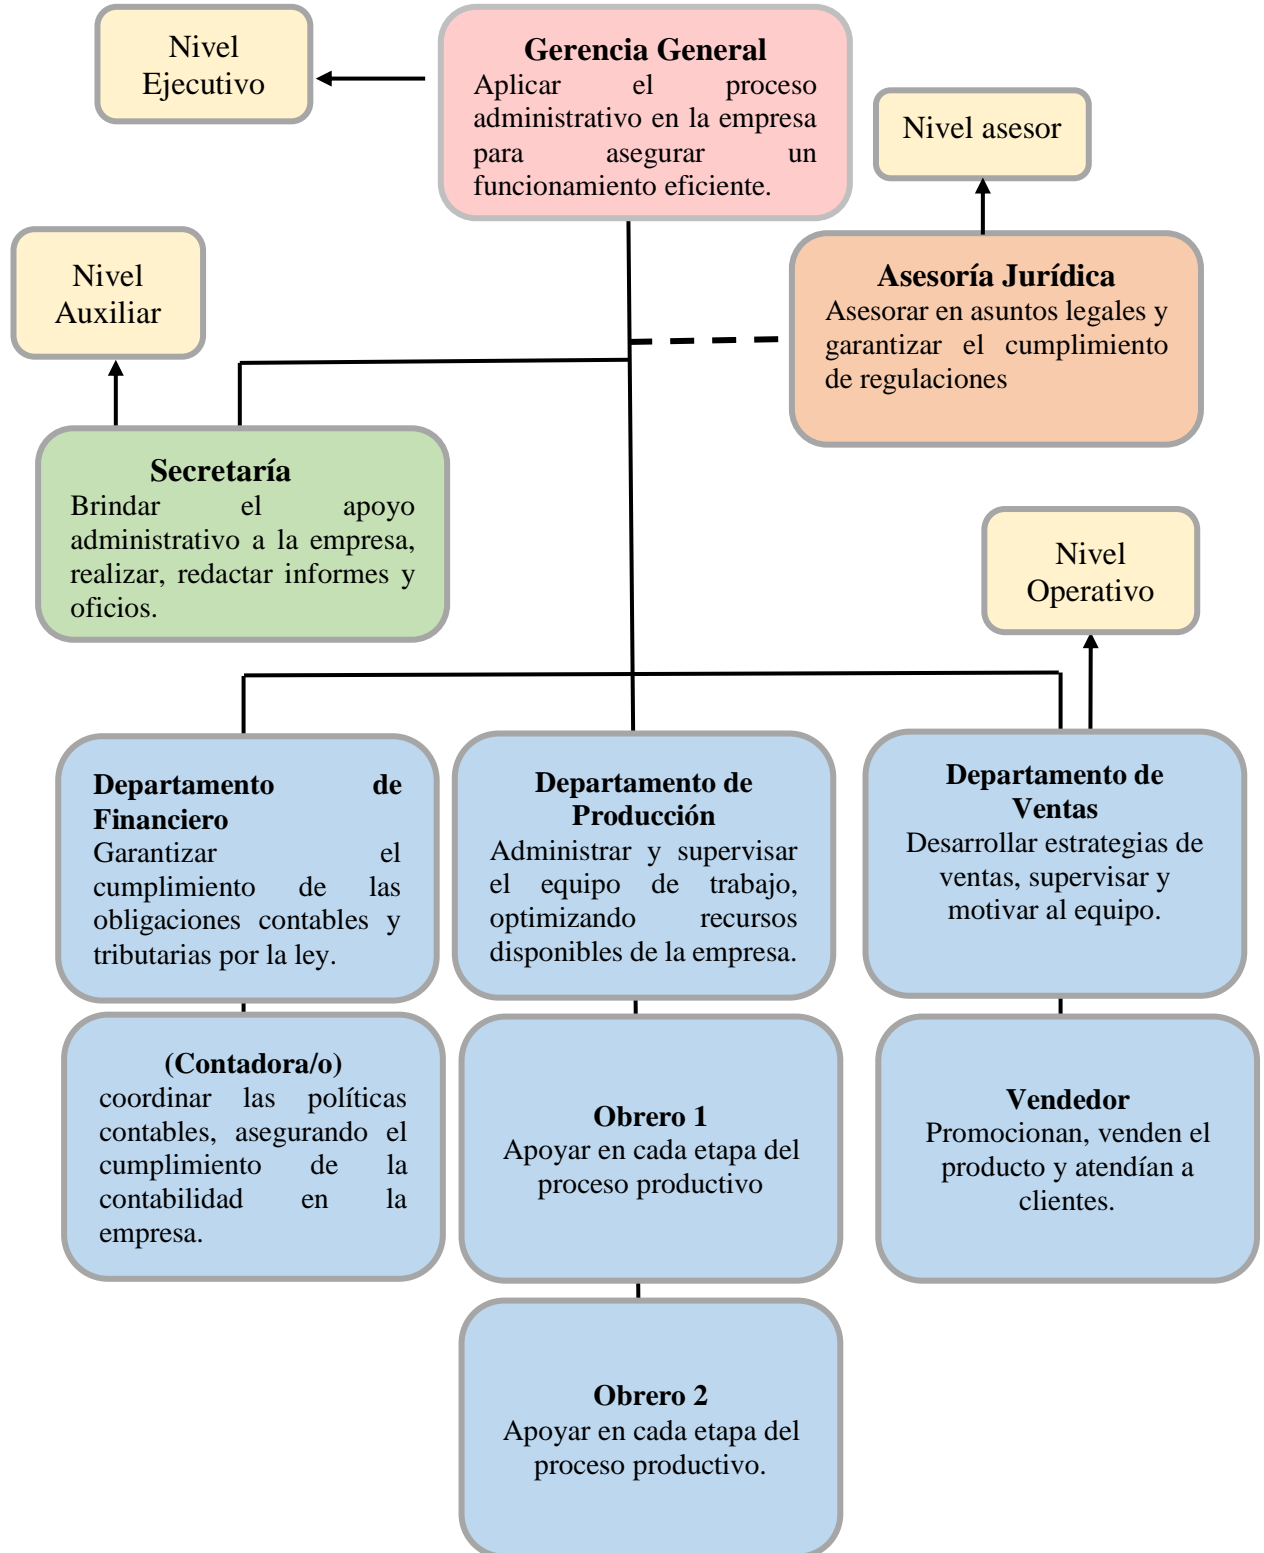 Nivel
Ejecutivo
Gerencia General
Aplicar el proceso
administrativo en la empresa
para asegurar un
funcionamiento eficiente.
Nivel asesor
Nivel
Auxiliar
Asesoría Jurídica
Asesorar en asuntos legales y
garantizar el cumplimiento
de regulaciones
Secretaría
Brindar el apoyo
administrativo a la empresa,
realizar, redactar informes y
oficios.
Nivel
Operativo
Departamento de
Financiero
Garantizar el
cumplimiento de las
obligaciones contables y
tributarias por la ley.
Departamento de
Producción
Administrar y supervisar
el equipo de trabajo,
optimizando recursos
disponibles de la empresa.
Departamento de
Ventas
Desarrollar estrategias de
ventas, supervisar y
motivar al equipo.
(Contadora/o)
coordinar las políticas
contables, asegurando el
cumplimiento de la
contabilidad en la
empresa.
Obrero 1
Apoyar en cada etapa del
proceso productivo
Vendedor
Promocionan, venden el
producto y atendían a
clientes.
Obrero 2
Apoyar en cada etapa del
proceso productivo.